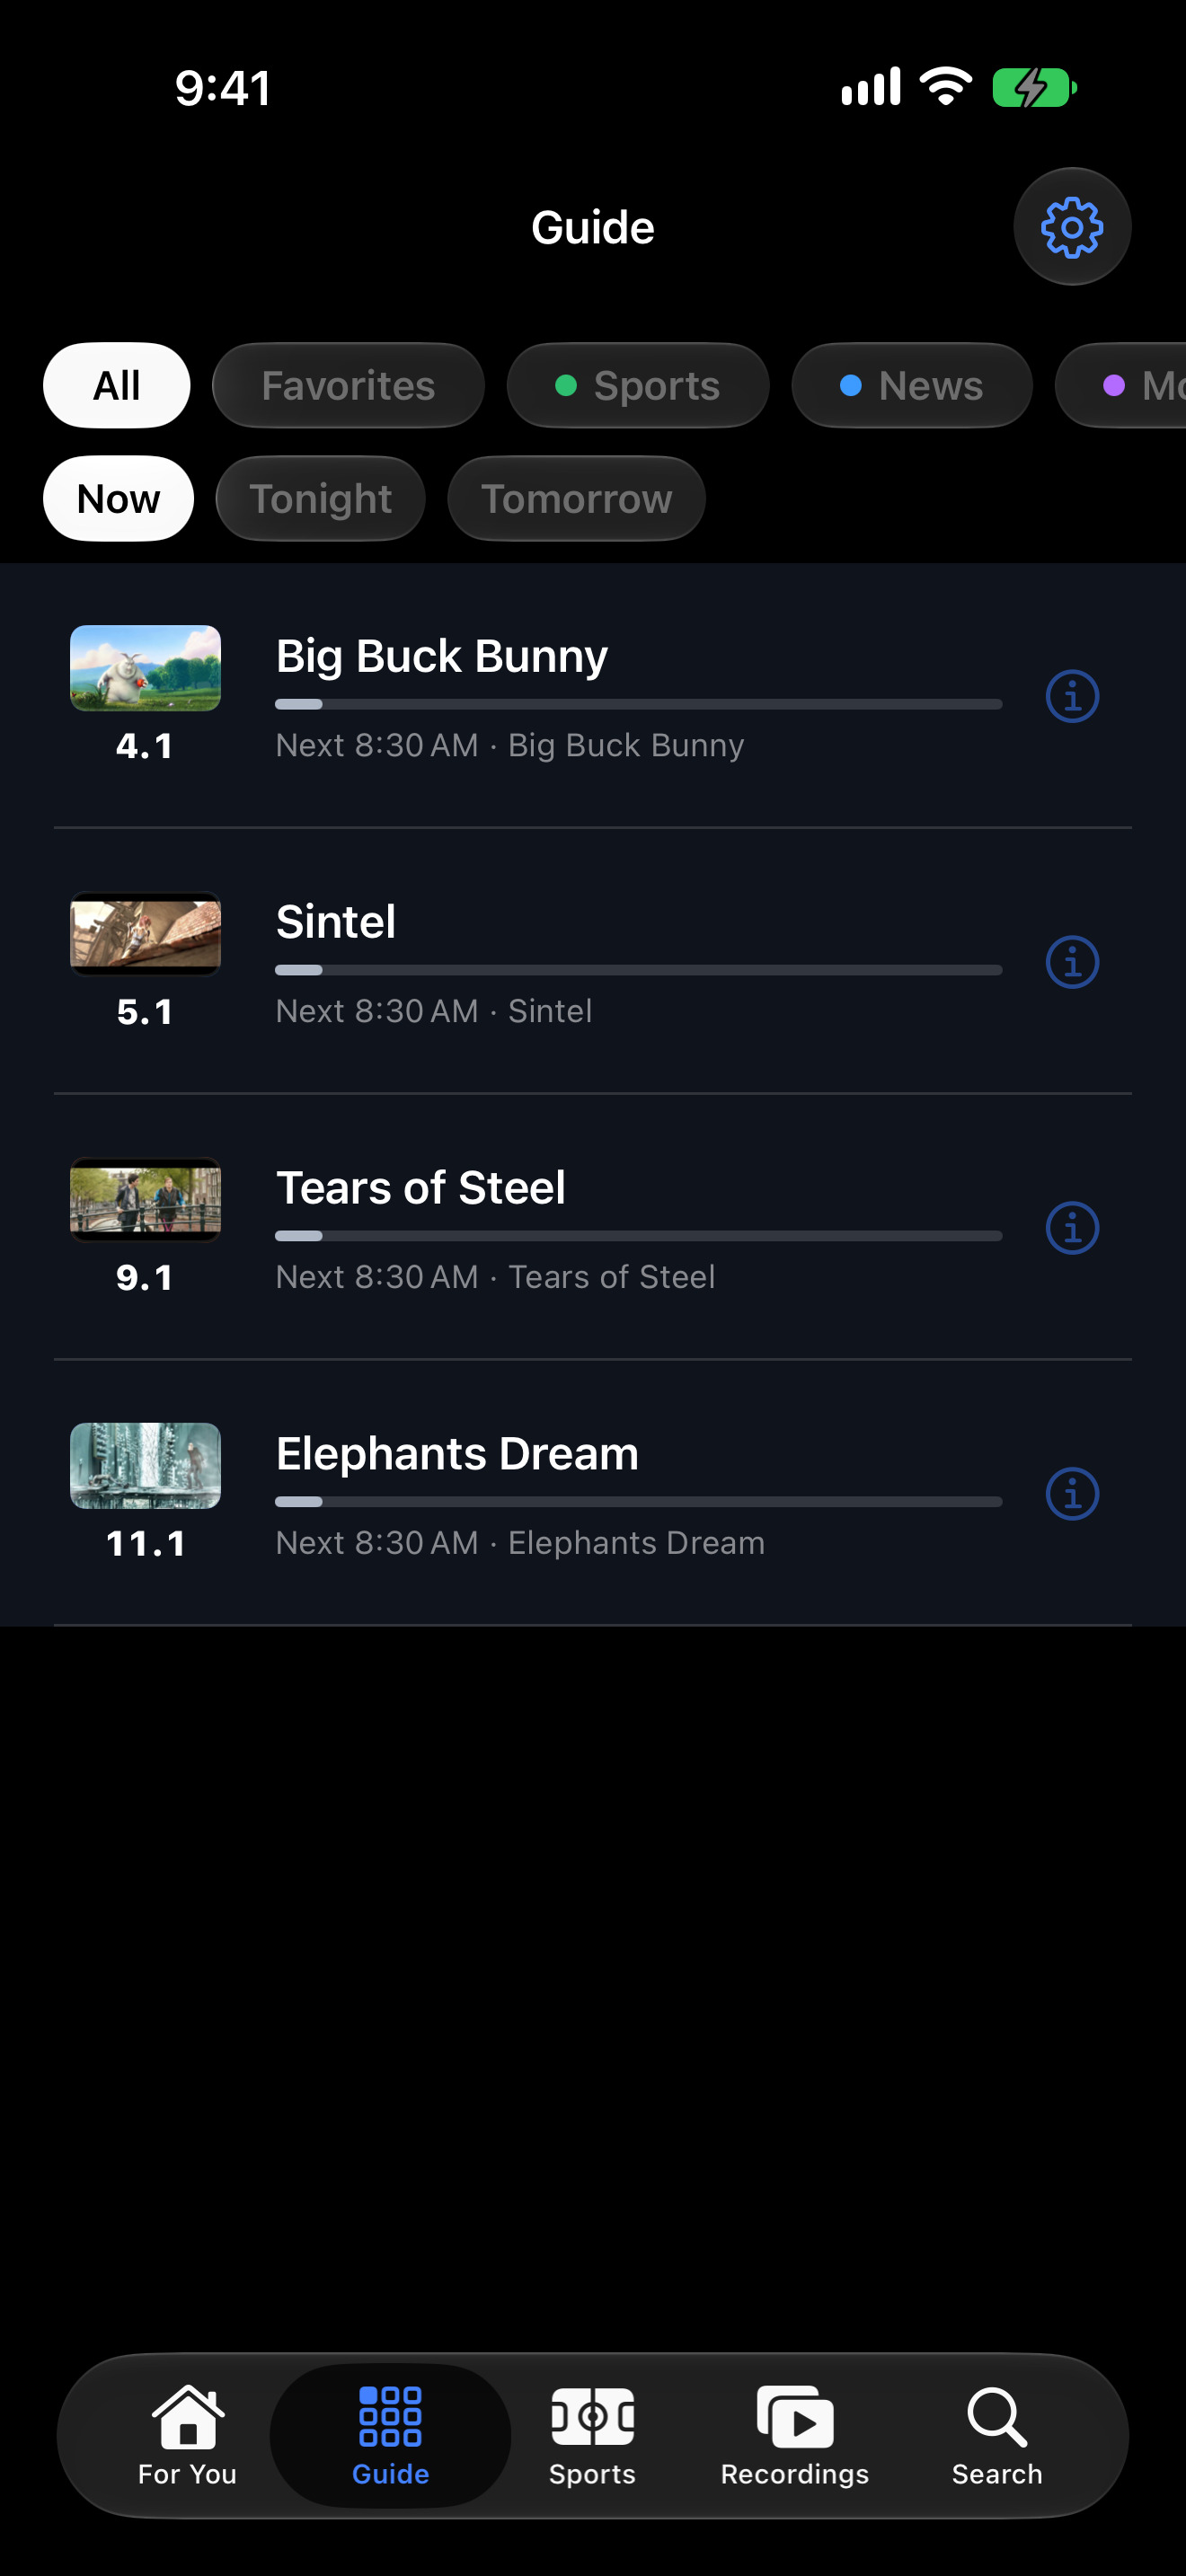 9:41
Guide
All Favorites Sports News Mo
Now Tonight Tomorrow
Big Buck Bunny
4.1
Next 8:30 AM · Big Buck Bunny
Sintel
5.1
Next 8:30 AM · Sintel
Tears of Steel
9.1
Next 8:30 AM · Tears of Steel
Elephants Dream
11.1
Next 8:30 AM · Elephants Dream
For You Guide Sports Recordings Search